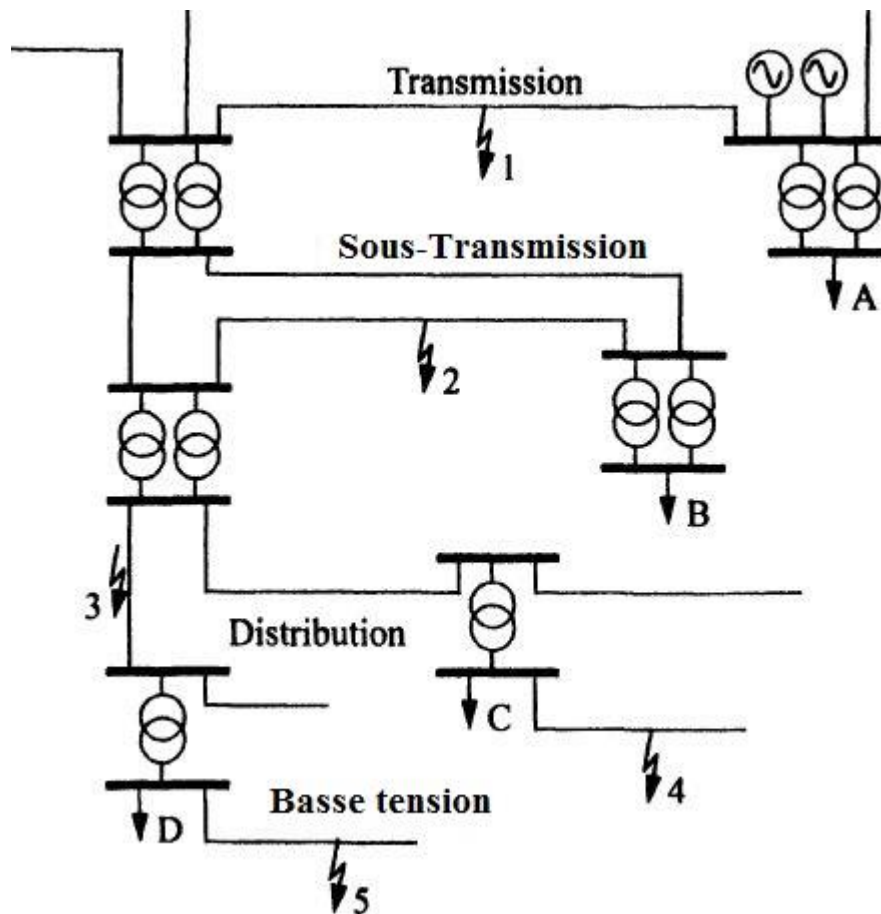 Transmission
1
A
Sous-Transmission
2
B
3
Distribution
C
4
D
Basse tension
5